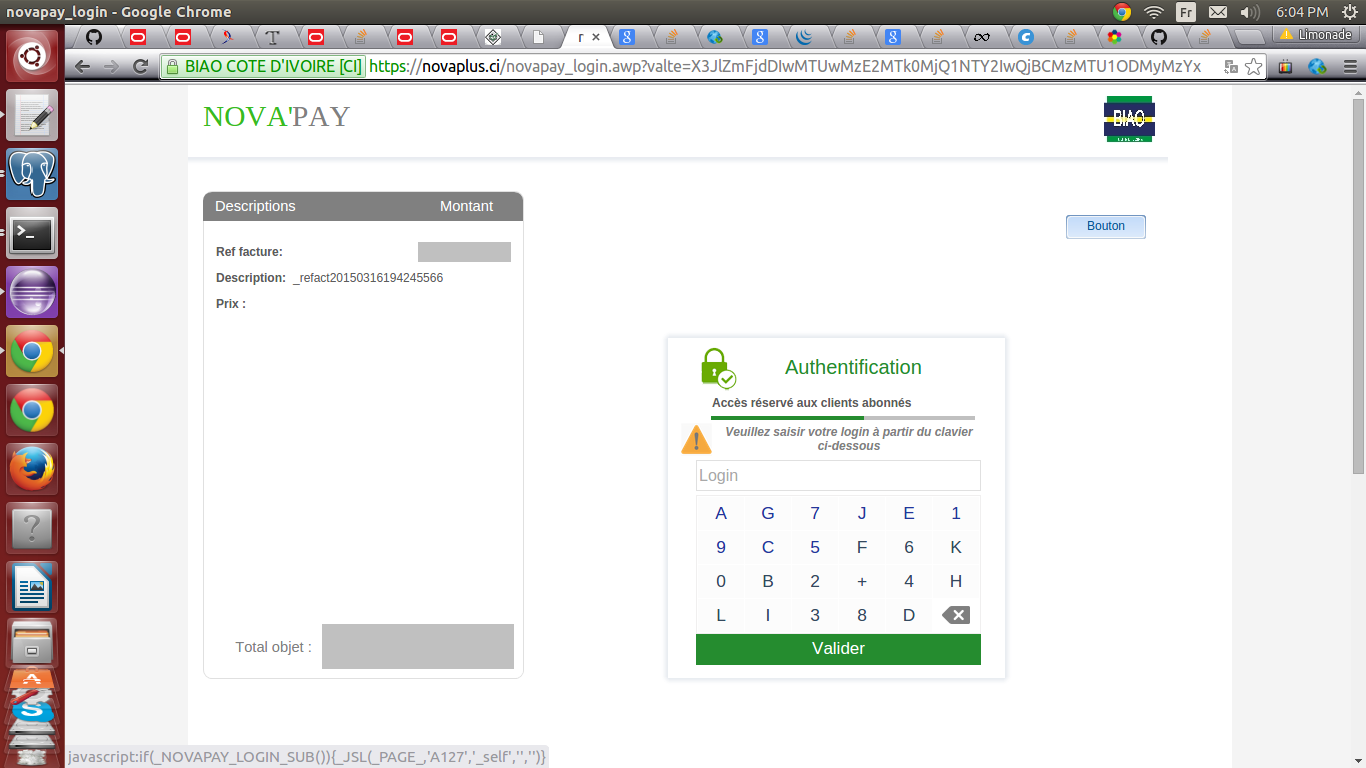 novapay_login - Google Chrome
Fr
6:04 PM
Limonade
BIAO COTE D'IVOIRE [CI] https://novaplus.ci/novapay_login.awp?valte=X3JlZmFjdDIwMTUwMzE2MTk0MjQ1NTY2IwQjBCMzMTU1ODMyMzYx
NOVA'PAY
BIAO
Descriptions Montant
Bouton
Ref facture:
Description: _refact20150316194245566
Prix :
Authentification
Accès réservé aux clients abonnés
Veuillez saisir votre login à partir du clavier
ci-dessous
Login
A G 7 J E 1
9 C 5 F 6 K
0 B 2 + 4 H
L I 3 8 D
Total objet :
Valider
javascript:if(_NOVAPAY_LOGIN_SUB()){_JSL(_PAGE_,'A127','_self','','')}